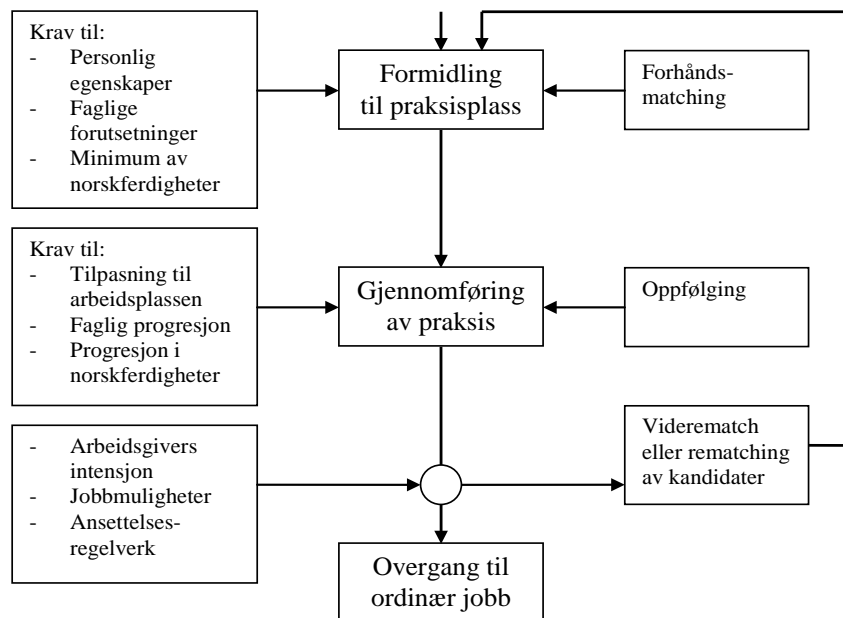 Krav til:
- Personlig
egenskaper
- Faglige
forutsetninger
- Minimum av
norskferdigheter
Formidling
til praksisplass
Forhånds-
matching
Krav til:
- Tilpasning til
arbeidsplassen
- Faglig progresjon
- Progresjon i
norskferdigheter
Gjennomføring
av praksis
Oppfølging
- Arbeidsgivers
intensjon
- Jobbmuligheter
- Ansettelses-
regelverk
Viderematch
eller rematching
av kandidater
Overgang til
ordinær jobb